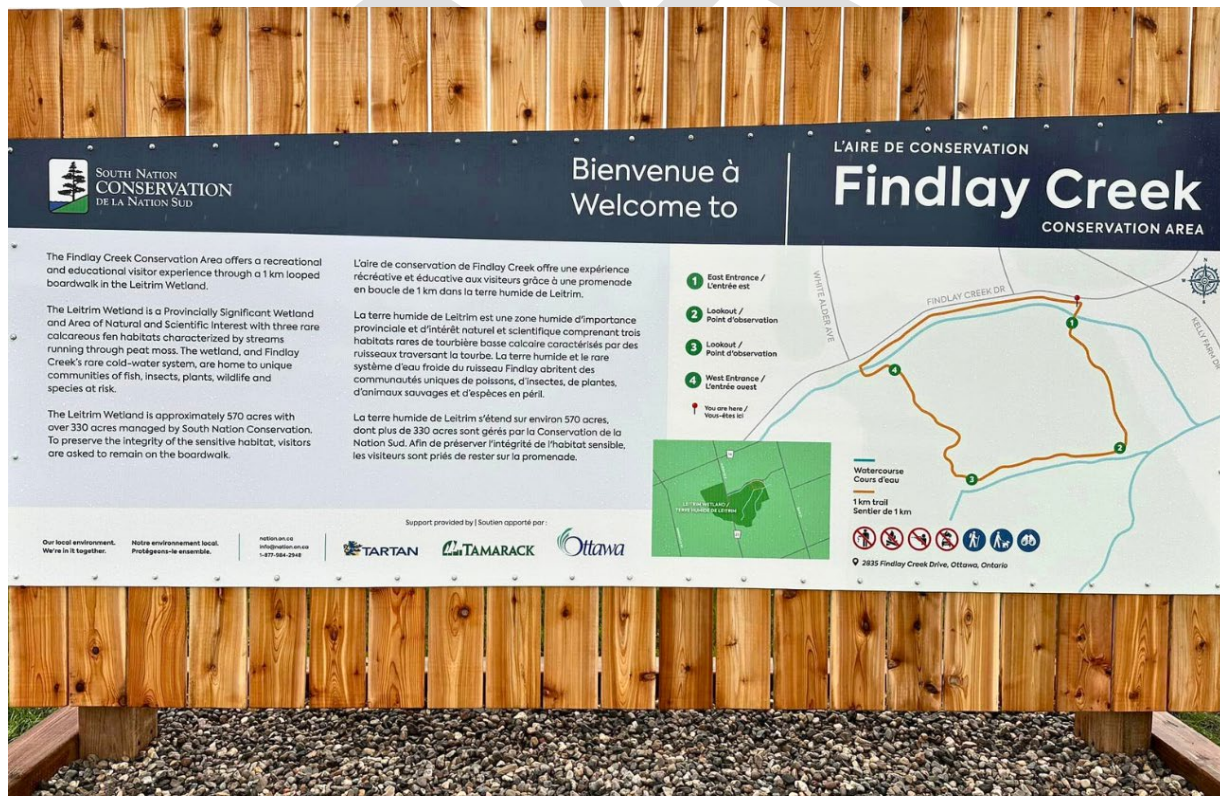 SOUTH NATION
CONSERVATION
DE LA NATION SUD
Bienvenue à
Welcome to
L'AIRE DE CONSERVATION
Findlay Creek
CONSERVATION AREA
The Findlay Creek Conservation Area offers a recreational
and educational visitor experience through a 1 km looped
boardwalk in the Leitrim Wetland.
The Leitrim Wetland is a Provincially Significant Wetland
and Area of Natural and Scientific Interest with three rare
calcareous fen habitats characterized by streams
running through peat moss. The wetland, and Findlay
Creek's rare cold-water system, are home to unique
communities of fish, insects, plants, wildlife and
species at risk.
The Leitrim Wetland is approximately 570 acres with
over 330 acres managed by South Nation Conservation.
To preserve the integrity of the sensitive habitat, visitors
are asked to remain on the boardwalk.
L'aire de conservation de Findlay Creek offre une expérience
récréative et éducative aux visiteurs grâce à une promenade
en boucle de 1 km dans la terre humide de Leitrim.
La terre humide de Leitrim est une zone humide d'importance
provinciale et d'intérêt naturel et scientifique comprenant trois
habitats rares de tourbière basse calcaire caractérisés par des
ruisseaux traversant la tourbe. La terre humide et le rare
système d'eau froide du ruisseau Findlay abritent des
communautés uniques de poissons, d'insectes, de plantes,
d'animaux sauvages et d'espèces en péril.
La terre humide de Leitrim s'étend sur environ 570 acres,
dont plus de 330 acres sont gérés par la Conservation de la
Nation Sud. Afin de préserver l'intégrité de l'habitat sensible,
les visiteurs sont priés de rester sur la promenade.
1 East Entrance /
L'entrée est
2 Lookout /
Point d'observation
3 Lookout /
Point d'observation
4 West Entrance /
L'entrée ouest
You are here /
Vous-êtes ici
WHITE ALDER AVE
FINDLAY CREEK DR
KELLY FARM DR
1
4
2
3
LEITRIM WETLAND /
TERRE HUMIDE DE LEITRIM
Watercourse
Cours d'eau
1 km trail
Sentier de 1 km
2835 Findlay Creek Drive, Ottawa, Ontario
Support provided by | Soutien apporté par :
Our local environment.
We're in it together.
Notre environnement local.
Protégeons-le ensemble.
nation.on.ca
info@nation.on.ca
1-877-984-2948
TARTAN
TAMARACK
Ottawa